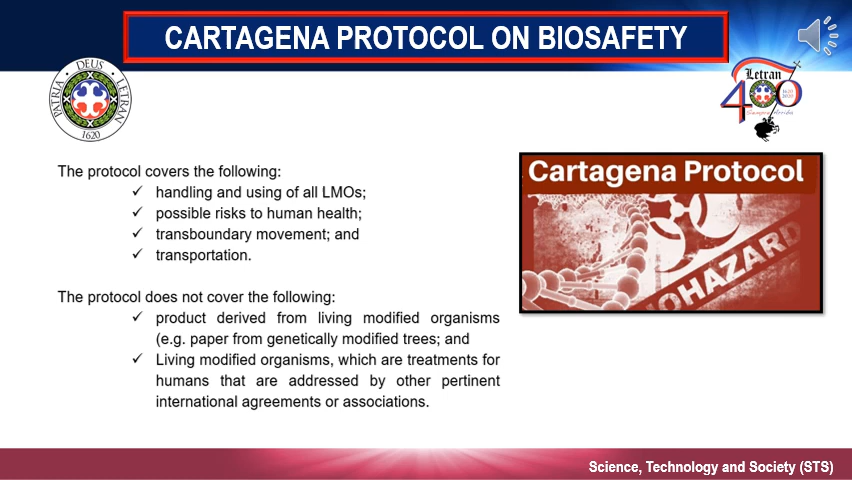 CARTAGENA PROTOCOL ON BIOSAFETY
PATRIA DEUS LETRAN
1620
Letran
400
The protocol covers the following:
✓ handling and using of all LMOs;
✓ possible risks to human health;
✓ transboundary movement; and
✓ transportation.
Cartagena Protocol
OHAZARD
The protocol does not cover the following:
✓ product derived from living modified organisms
(e.g. paper from genetically modified trees; and
✓ Living modified organisms, which are treatments for
humans that are addressed by other pertinent
international agreements or associations.
Science, Technology and Society (STS)